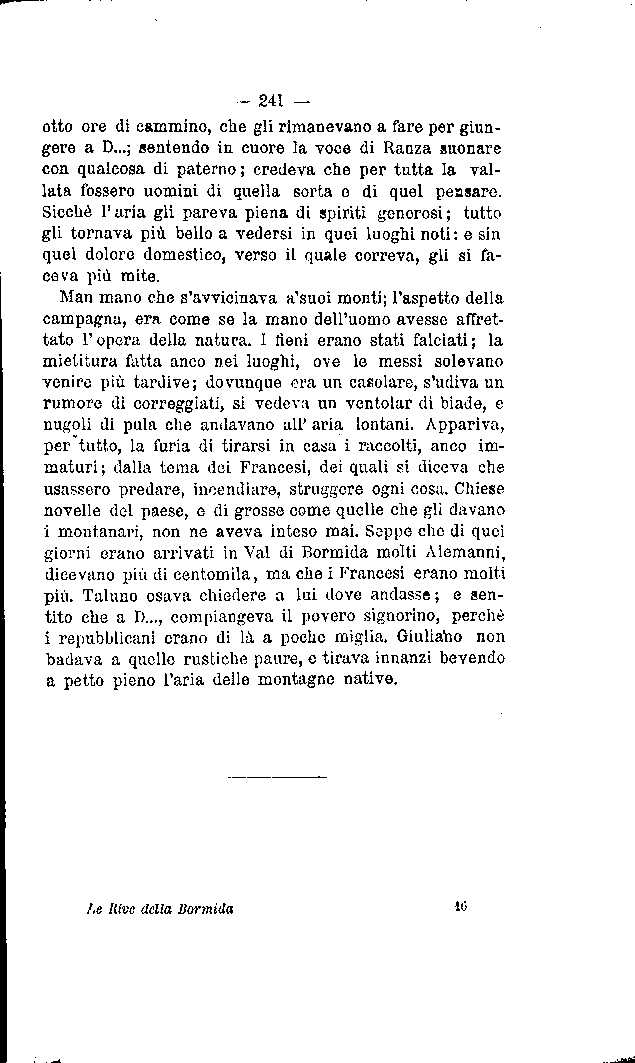 — 241 —
otto ore di cammino, che gli rimanevano a fare per giun-
gere a D...; sentendo in cuore la voce di Ranza suonare
con qualcosa di paterno; credeva che per tutta la val-
lata fossero uomini di quella sorta e di quel pensare.
Sicchè l'aria gli pareva piena di spiriti generosi; tutto
gli tornava più bello a vedersi in quei luoghi noti: e sin
quel dolore domestico, verso il quale correva, gli si fa-
ceva più mite.
Man mano che s'avvicinava a'suoi monti; l'aspetto della
campagna, era come se la mano dell'uomo avesse affret-
tato l'opera della natura. I fieni erano stati falciati; la
mietitura fatta anco nei luoghi, ove le messi solevano
venire più tardive; dovunque era un casolare, s'udiva un
rumore di correggiati, si vedeva un ventolar di biade, e
nugoli di pula che andavano all'aria lontani. Appariva,
per tutto, la furia di tirarsi in casa i raccolti, anco im-
maturi; dalla tema dei Francesi, dei quali si diceva che
usassero predare, incendiare, struggere ogni cosa. Chiese
novelle del paese, e di grosse come quelle che gli davano
i montanari, non ne aveva inteso mai. Seppe che di quei
giorni erano arrivati in Val di Bormida molti Alemanni,
dicevano più di centomila, ma che i Francesi erano molti
più. Taluno osava chiedere a lui dove andasse; e sen-
tito che a D..., compiangeva il povero signorino, perchè
i repubblicani erano di là a poche miglia. Giuliano non
badava a quelle rustiche paure, e tirava innanzi bevendo
a petto pieno l'aria delle montagne native.
Le Rive della Bormida 16